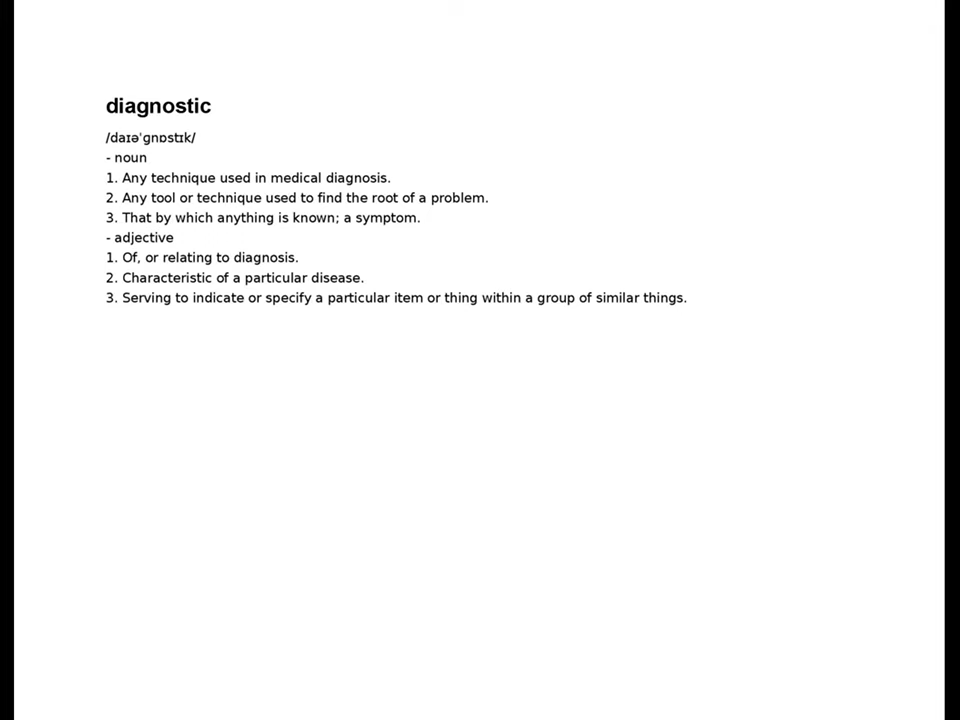 diagnostic
/daɪəˈɡnɒstɪk/
- noun
1. Any technique used in medical diagnosis.
2. Any tool or technique used to find the root of a problem.
3. That by which anything is known; a symptom.
- adjective
1. Of, or relating to diagnosis.
2. Characteristic of a particular disease.
3. Serving to indicate or specify a particular item or thing within a group of similar things.